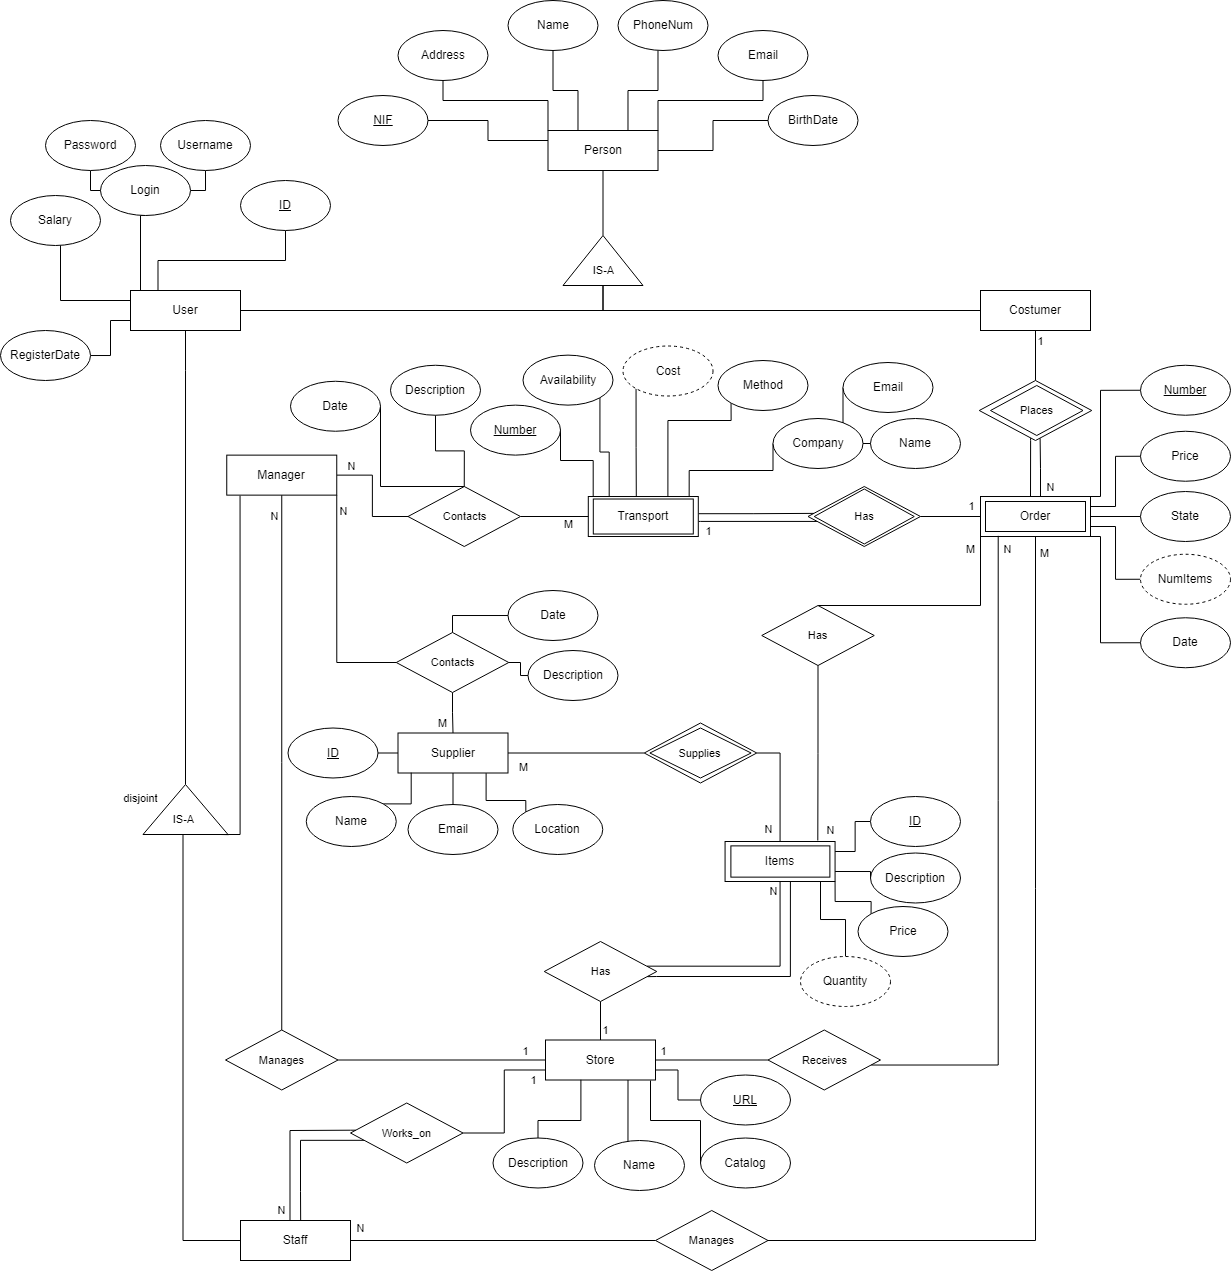 Name
PhoneNum
Address
Email
NIF
BirthDate
Person
Password
Username
Login
ID
Salary
IS-A
User
Costumer
RegisterDate
1
Places
Cost
Availability
Method
Email
Description
Date
Number
Company
Name
Number
Price
Manager
N
N
N
Contacts
M
Transport
1
Has
1
N
Order
State
M
N
M
NumItems
Date
Has
Date
Contacts
Description
Date
M
ID
Supplier
M
Supplies
disjoint
IS-A
Name
Email
Location
N
N
ID
Items
Description
N
Price
Has
Quantity
1
Manages
1
Store
1
Receives
1
URL
Works_on
Description
Name
Catalog
N
Staff
N
Manages